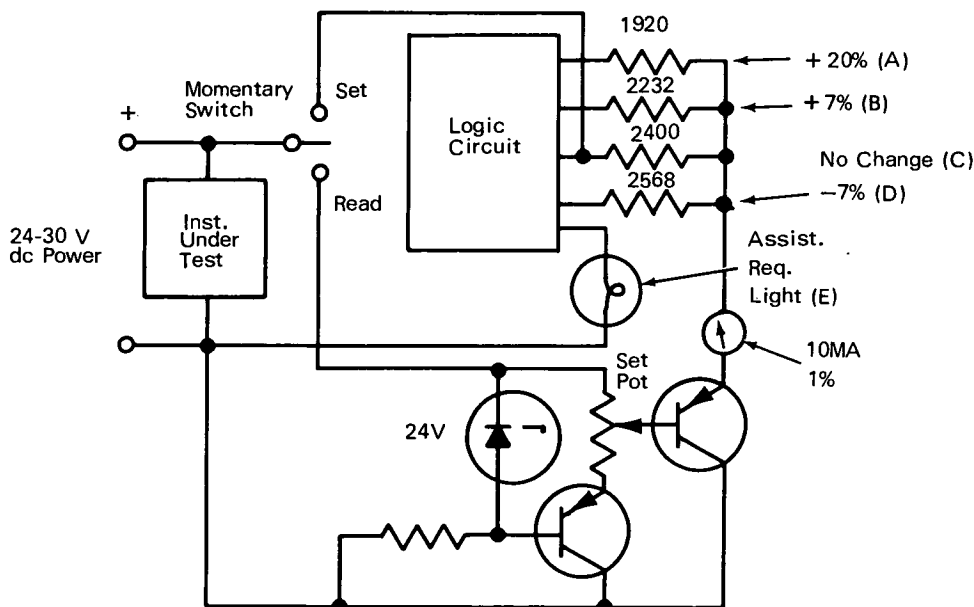 1920
+ 20% (A)
Momentary
Switch
Set
2232
+ 7% (B)
+
Logic
Circuit
2400
No Change (C)
2568
– 7% (D)
Read
24-30 V
dc Power
Inst.
Under
Test
Assist.
Req.
Light (E)
Set
Pot
10MA
1%
24V